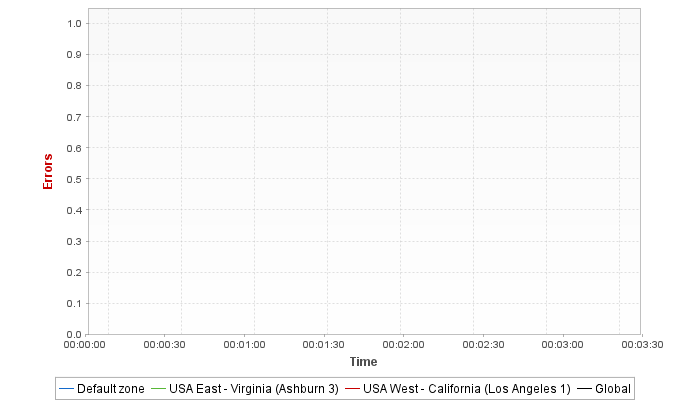 1.0
0.9
0.8
0.7
0.6
0.5
0.4
0.3
0.2
0.1
0.0
Errors
00:00:00 00:00:30 00:01:00 00:01:30 00:02:00 00:02:30 00:03:00 00:03:30
Time
Default zone USA East - Virginia (Ashburn 3) USA West - California (Los Angeles 1) Global